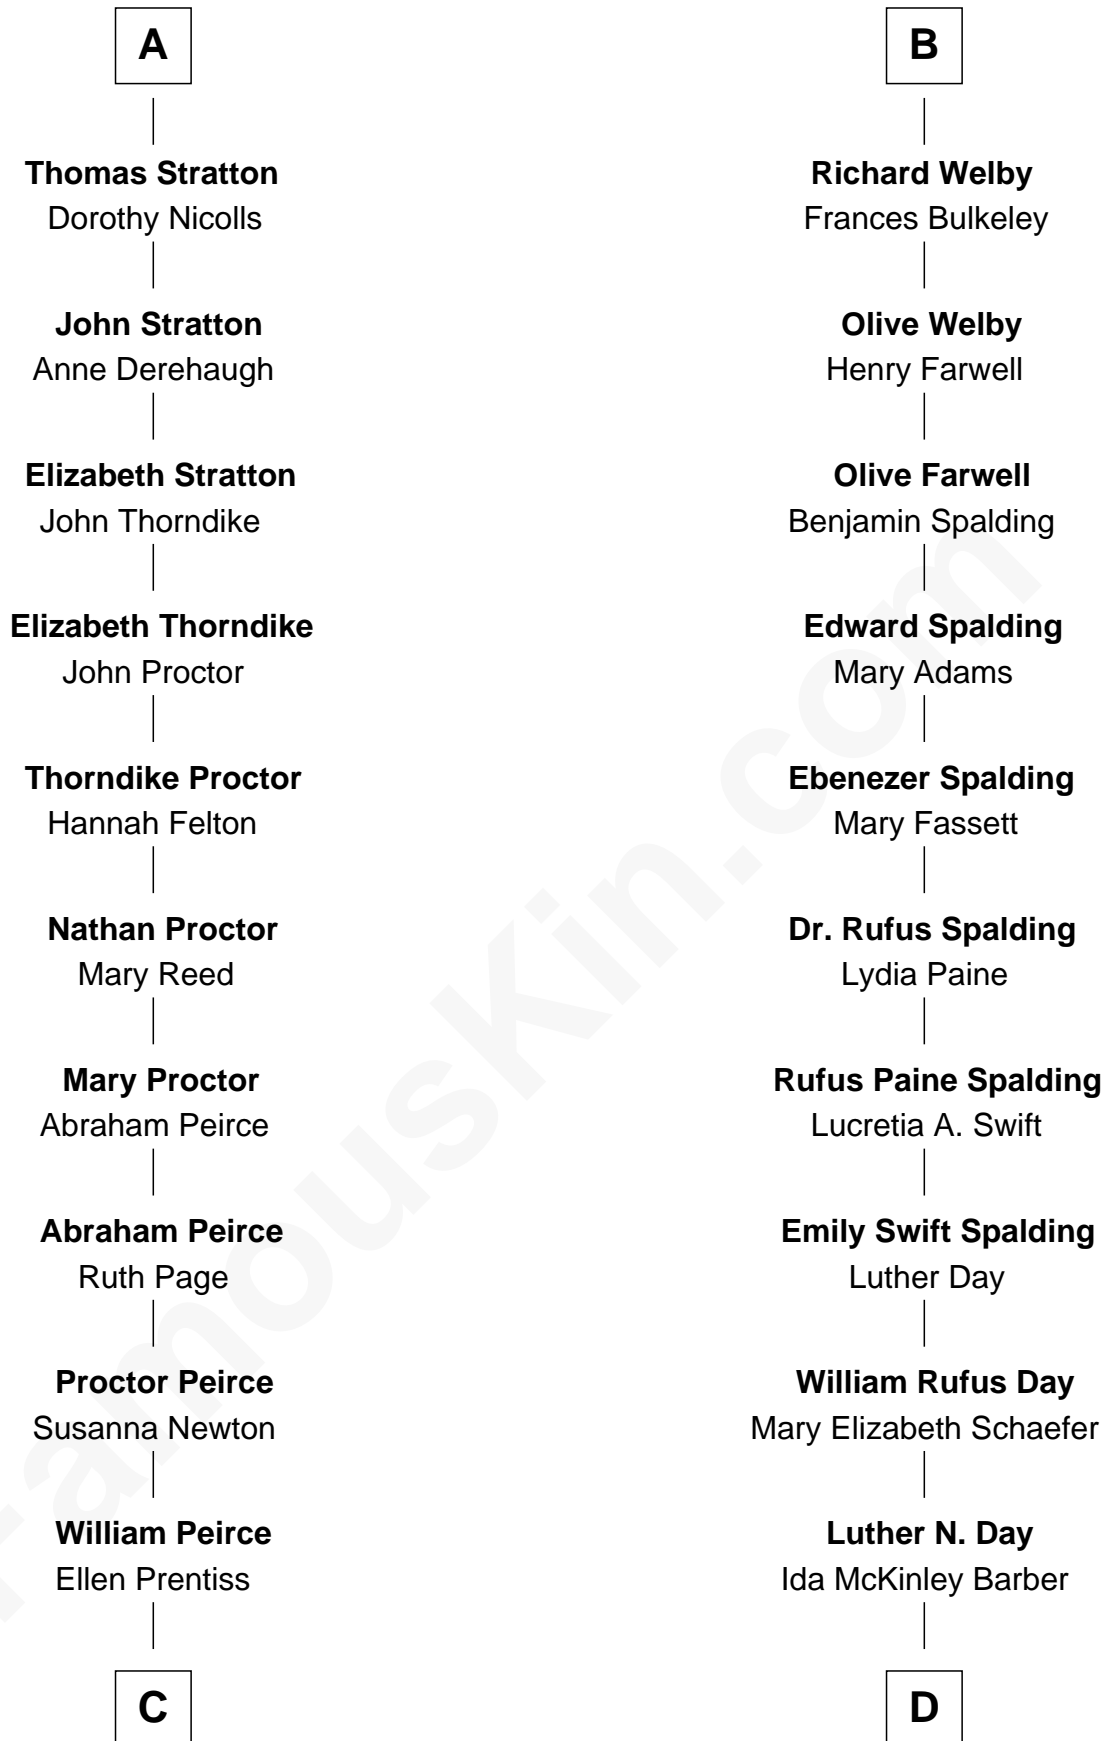 A
Thomas Stratton
Dorothy Nicolls
John Stratton
Anne Derehaugh
Elizabeth Stratton
John Thorndike
Elizabeth Thorndike
John Proctor
Thorndike Proctor
Hannah Felton
Nathan Proctor
Mary Reed
Mary Proctor
Abraham Peirce
Abraham Peirce
Ruth Page
Proctor Peirce
Susanna Newton
William Peirce
Ellen Prentiss
C
B
Richard Welby
Frances Bulkeley
Olive Welby
Henry Farwell
Olive Farwell
Benjamin Spalding
Edward Spalding
Mary Adams
Ebenezer Spalding
Mary Fassett
Dr. Rufus Spalding
Lydia Paine
Rufus Paine Spalding
Lucretia A. Swift
Emily Swift Spalding
Luther Day
William Rufus Day
Mary Elizabeth Schaefer
Luther N. Day
Ida McKinley Barber
D
FamousKin.com